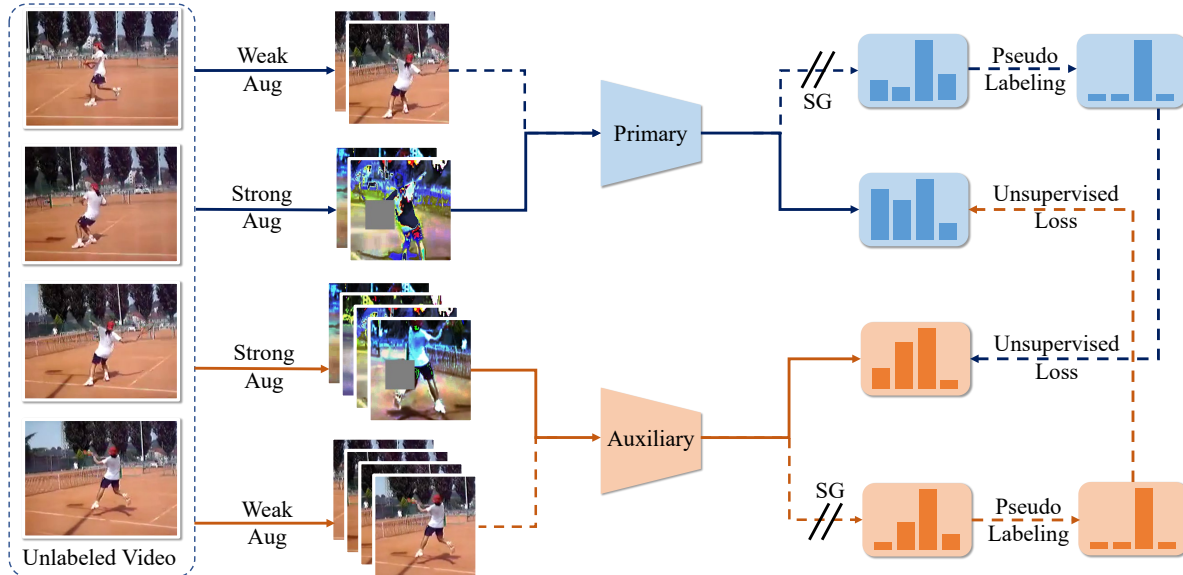 Weak
Aug
SG
Pseudo
Labeling
Primary
Strong
Aug
Unsupervised
Loss
Strong
Aug
Unsupervised
Loss
Auxiliary
Weak
Aug
SG
Pseudo
Labeling
Unlabeled Video